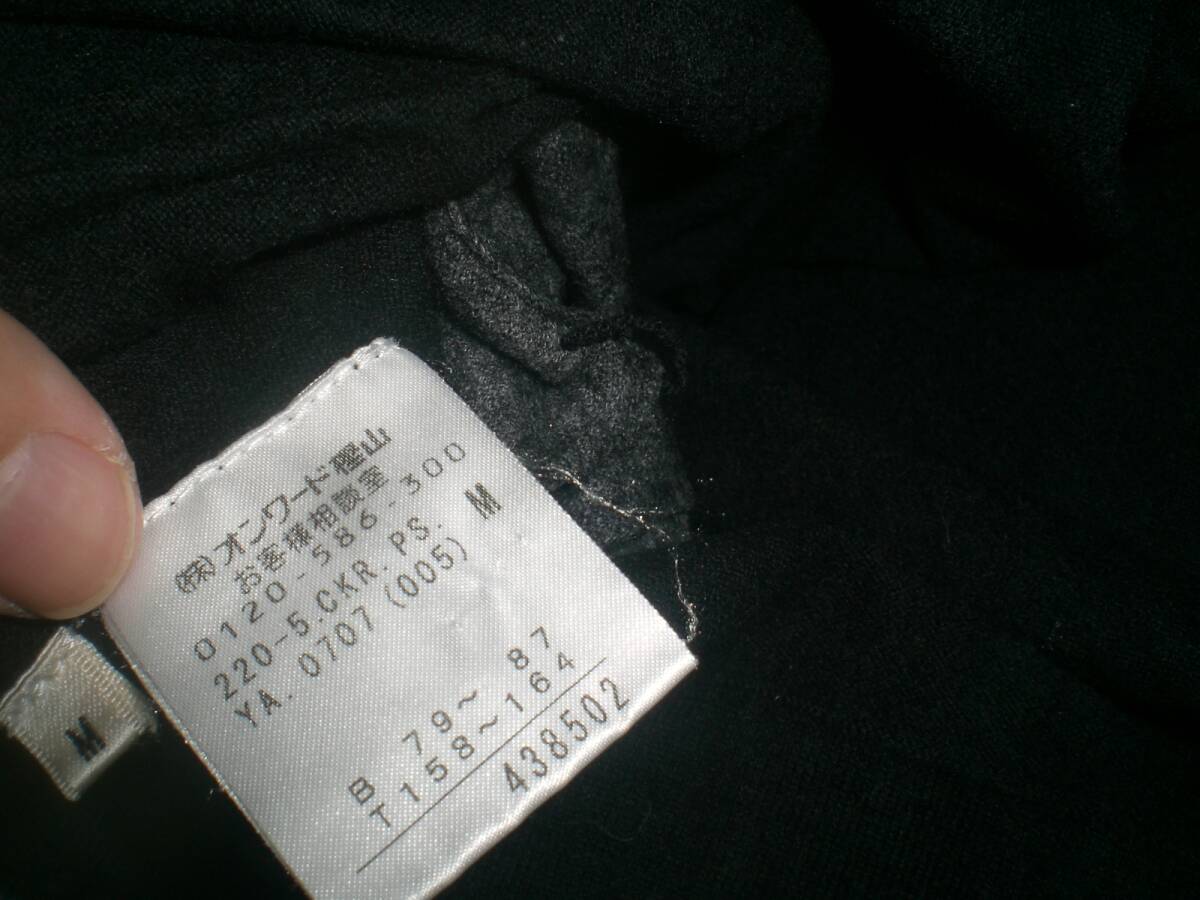 ㈱オンワード樫山
お客様相談室
0120-586-300
220-5.CKR.PS. M
YA. 0707 (005)
B 79～ 87
T158～164
438502
M